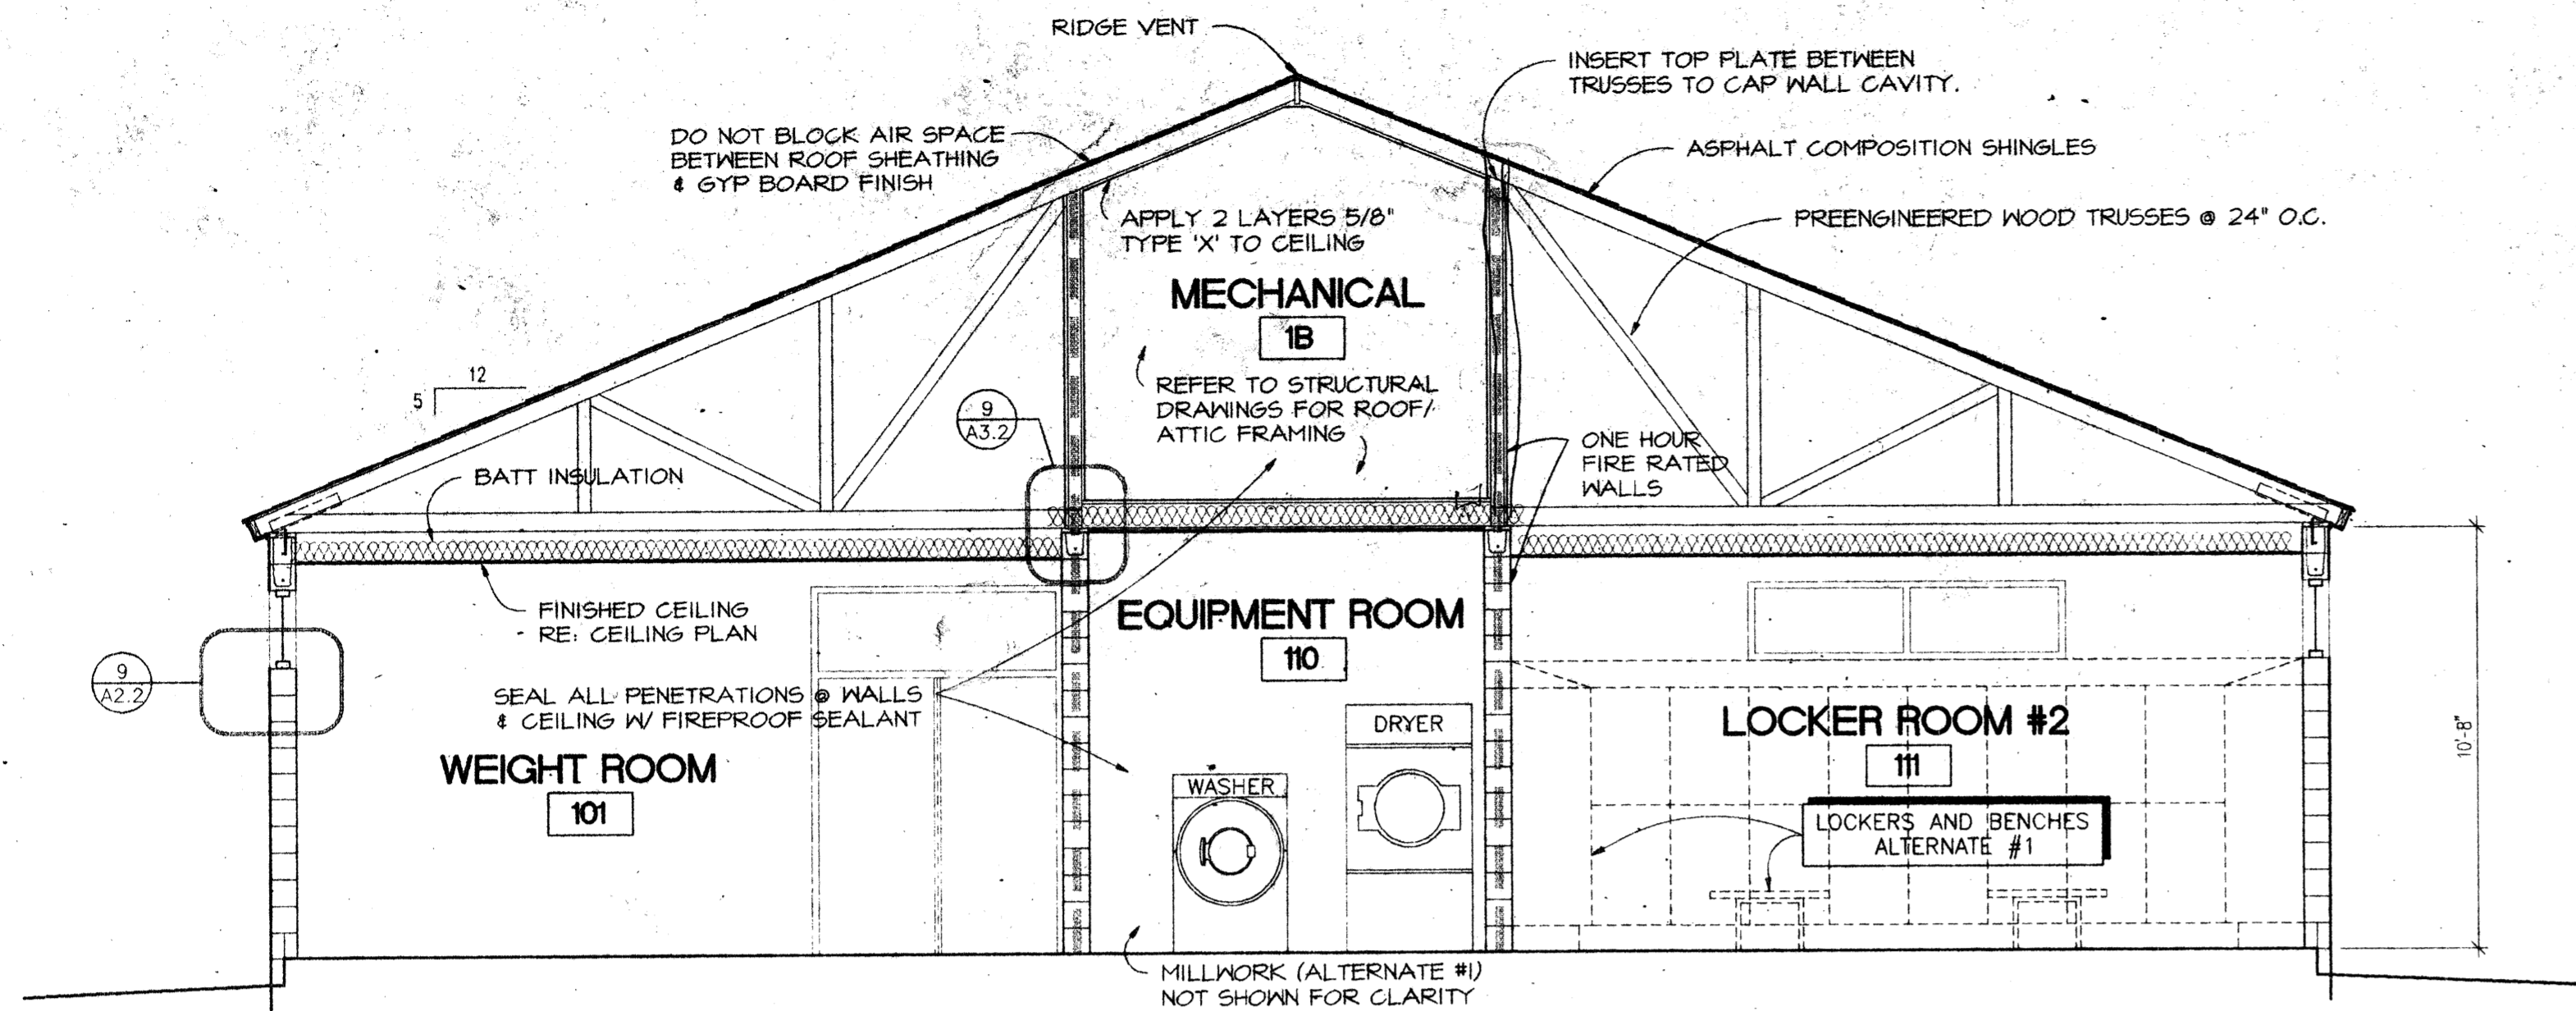 RIDGE VENT
INSERT TOP PLATE BETWEEN
TRUSSES TO CAP WALL CAVITY.
DO NOT BLOCK AIR SPACE
BETWEEN ROOF SHEATHING
& GYP BOARD FINISH
ASPHALT COMPOSITION SHINGLES
APPLY 2 LAYERS 5/8"
TYPE 'X' TO CEILING
PREENGINEERED WOOD TRUSSES @ 24" O.C.
MECHANICAL
1B
12
5
REFER TO STRUCTURAL
DRAWINGS FOR ROOF/
ATTIC FRAMING
9
A3.2
ONE HOUR
FIRE RATED
WALLS
BATT INSULATION
FINISHED CEILING
RE: CEILING PLAN
EQUIPMENT ROOM
110
9
A2.2
SEAL ALL PENETRATIONS @ WALLS
& CEILING W/ FIREPROOF SEALANT
WEIGHT ROOM
101
WASHER
DRYER
LOCKER ROOM #2
111
LOCKERS AND BENCHES
ALTERNATE #1
10'-8"
MILLWORK (ALTERNATE #1)
NOT SHOWN FOR CLARITY